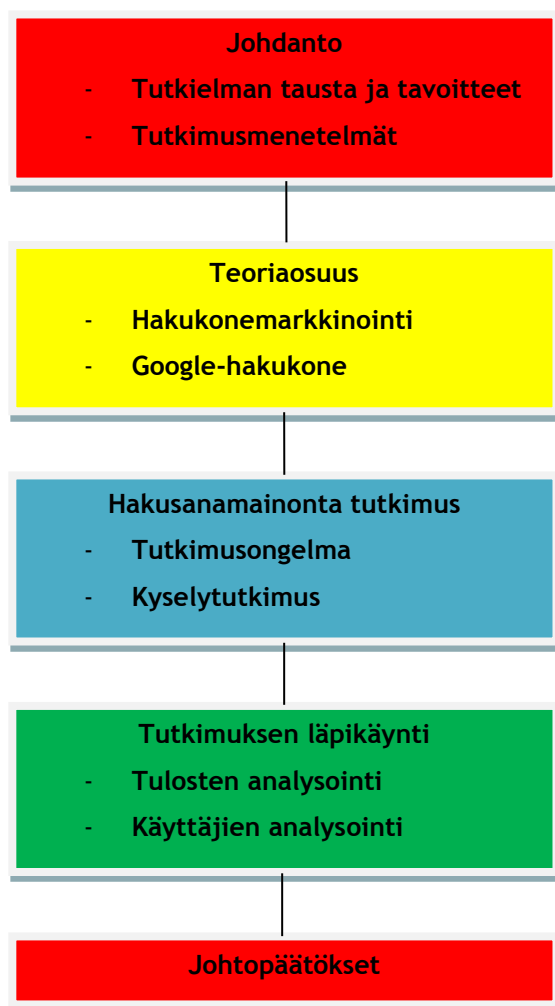 Johdanto
- Tutkielman tausta ja tavoitteet
- Tutkimusmenetelmät
Teoriaosuus
- Hakukonemarkkinointi
- Google-hakukone
Hakusanamainonta tutkimus
- Tutkimusongelma
- Kyselytutkimus
Tutkimuksen läpikäynti
- Tulosten analysointi
- Käyttäjien analysointi
Johtopäätökset